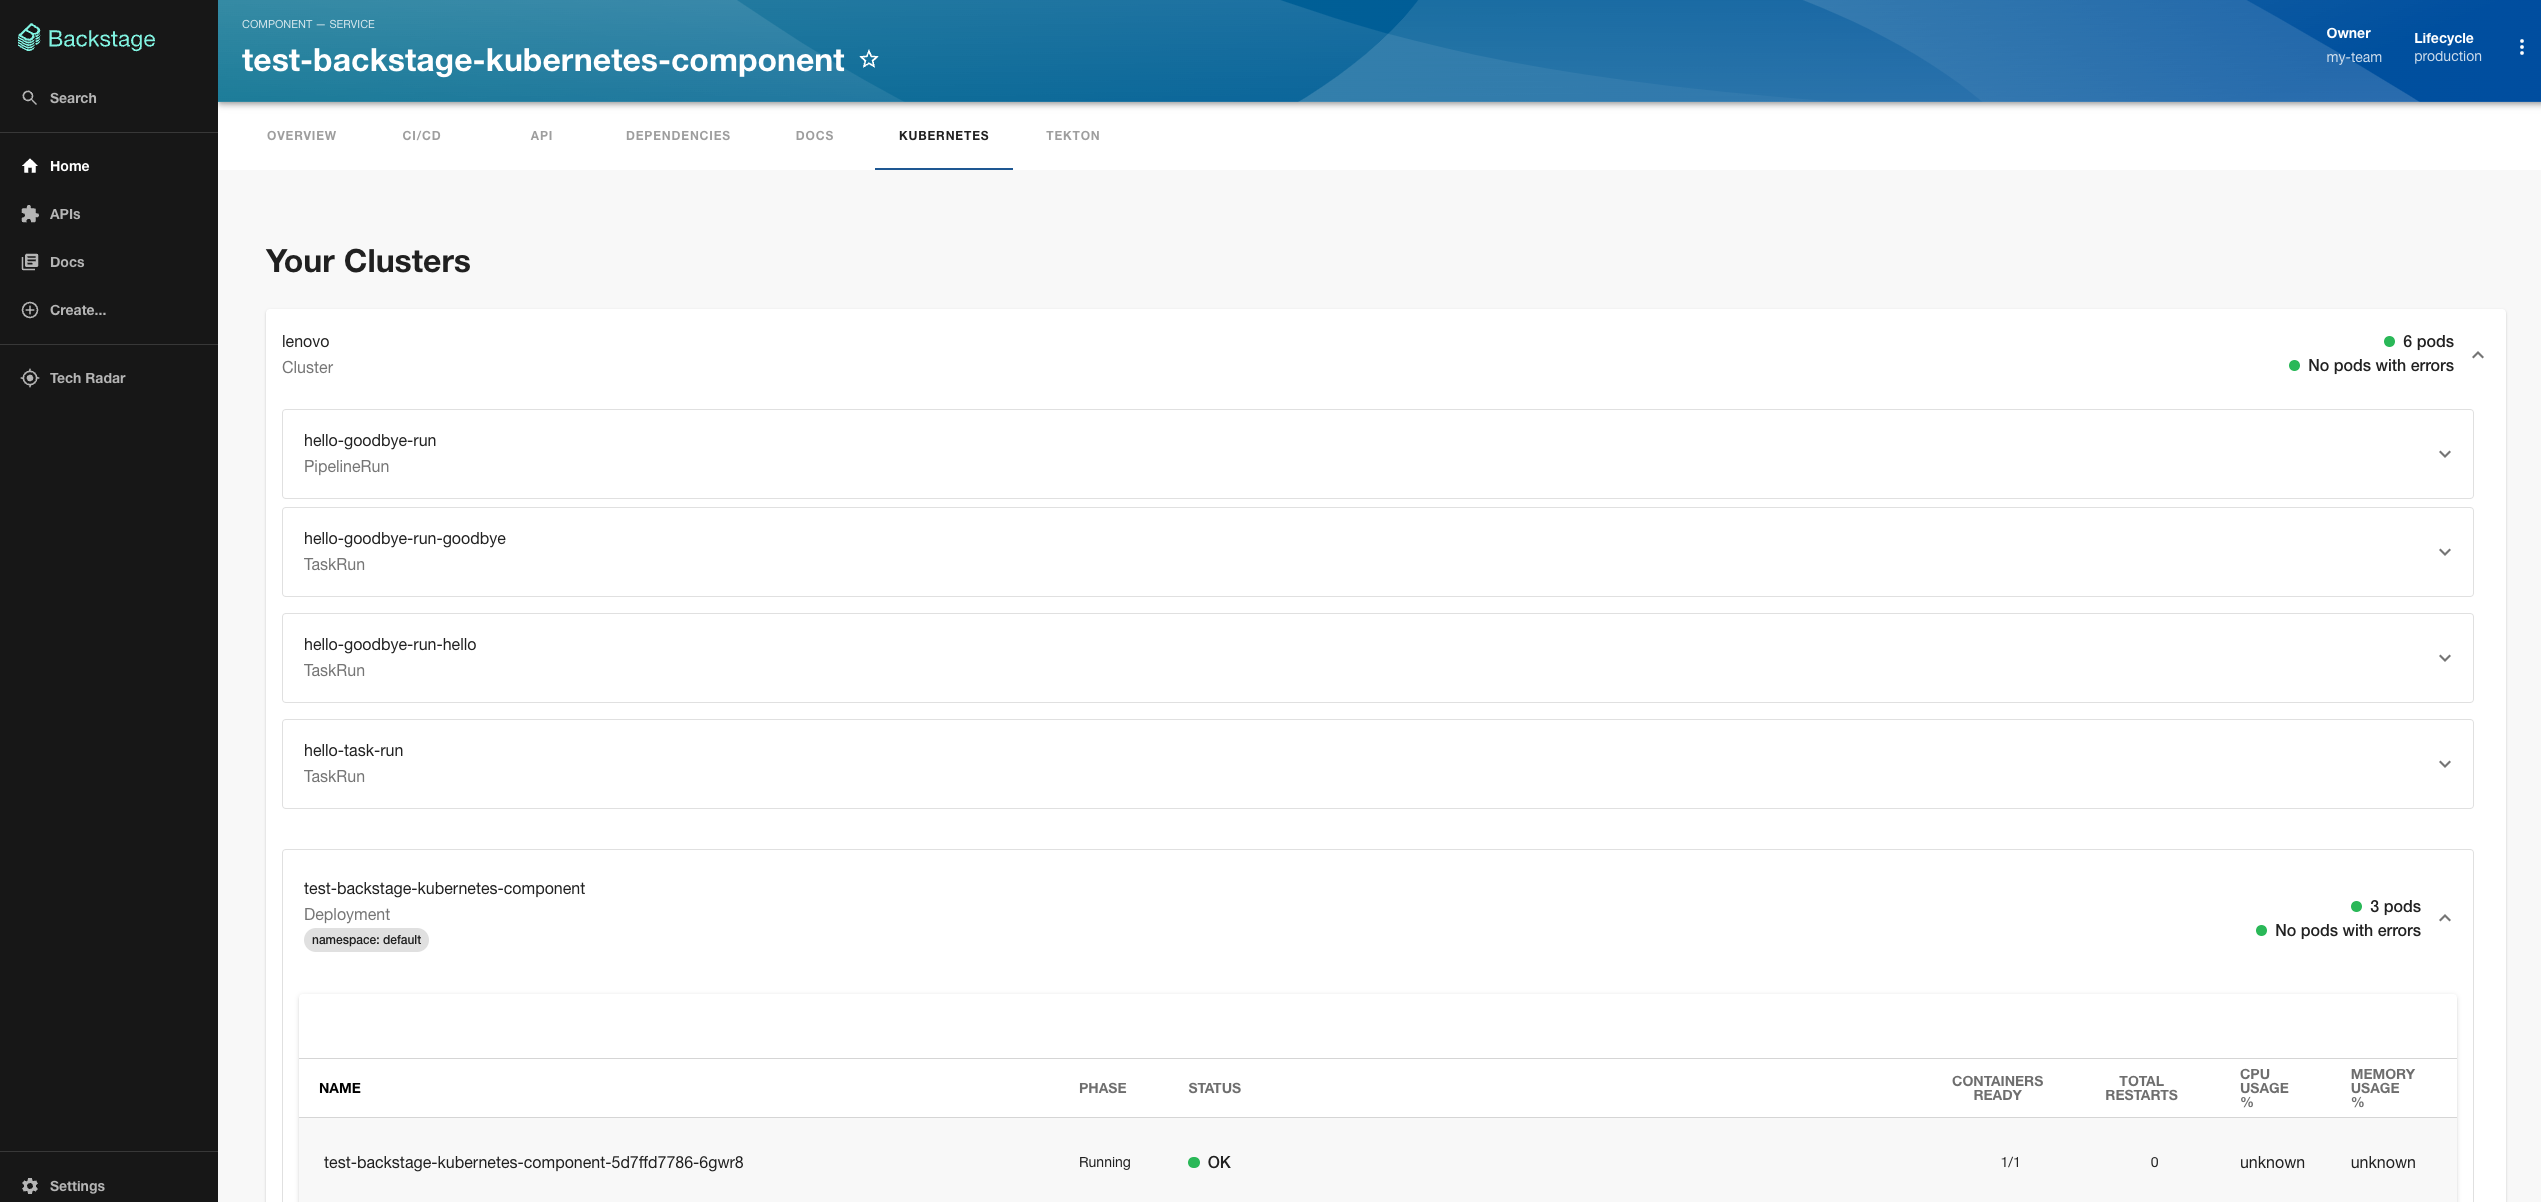 Backstage
Search
Home
APIs
Docs
Create...
Tech Radar
Settings
COMPONENT — SERVICE
test-backstage-kubernetes-component
Owner
my-team
Lifecycle
production
OVERVIEW CI/CD API DEPENDENCIES DOCS KUBERNETES TEKTON
Your Clusters
lenovo
Cluster
6 pods
No pods with errors
hello-goodbye-run
PipelineRun
hello-goodbye-run-goodbye
TaskRun
hello-goodbye-run-hello
TaskRun
hello-task-run
TaskRun
test-backstage-kubernetes-component
Deployment
namespace: default
3 pods
No pods with errors
NAME PHASE STATUS CONTAINERS READY TOTAL RESTARTS CPU USAGE % MEMORY USAGE %
test-backstage-kubernetes-component-5d7ffd7786-6gwr8 Running OK 1/1 0 unknown unknown